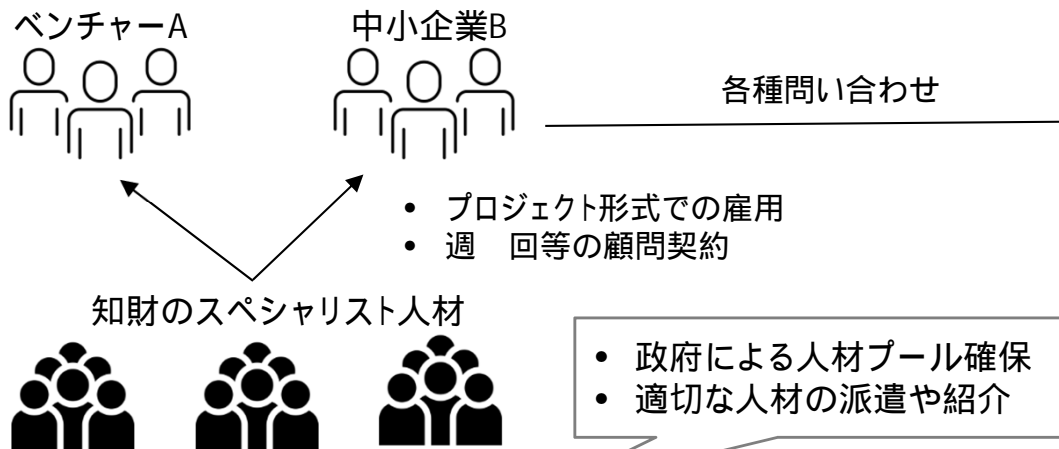 ベンチャーA
中小企業B
各種問い合わせ
• プロジェクト形式での雇用
• 週　回等の顧問契約
知財のスペシャリスト人材
• 政府による人材プール確保
• 適切な人材の派遣や紹介